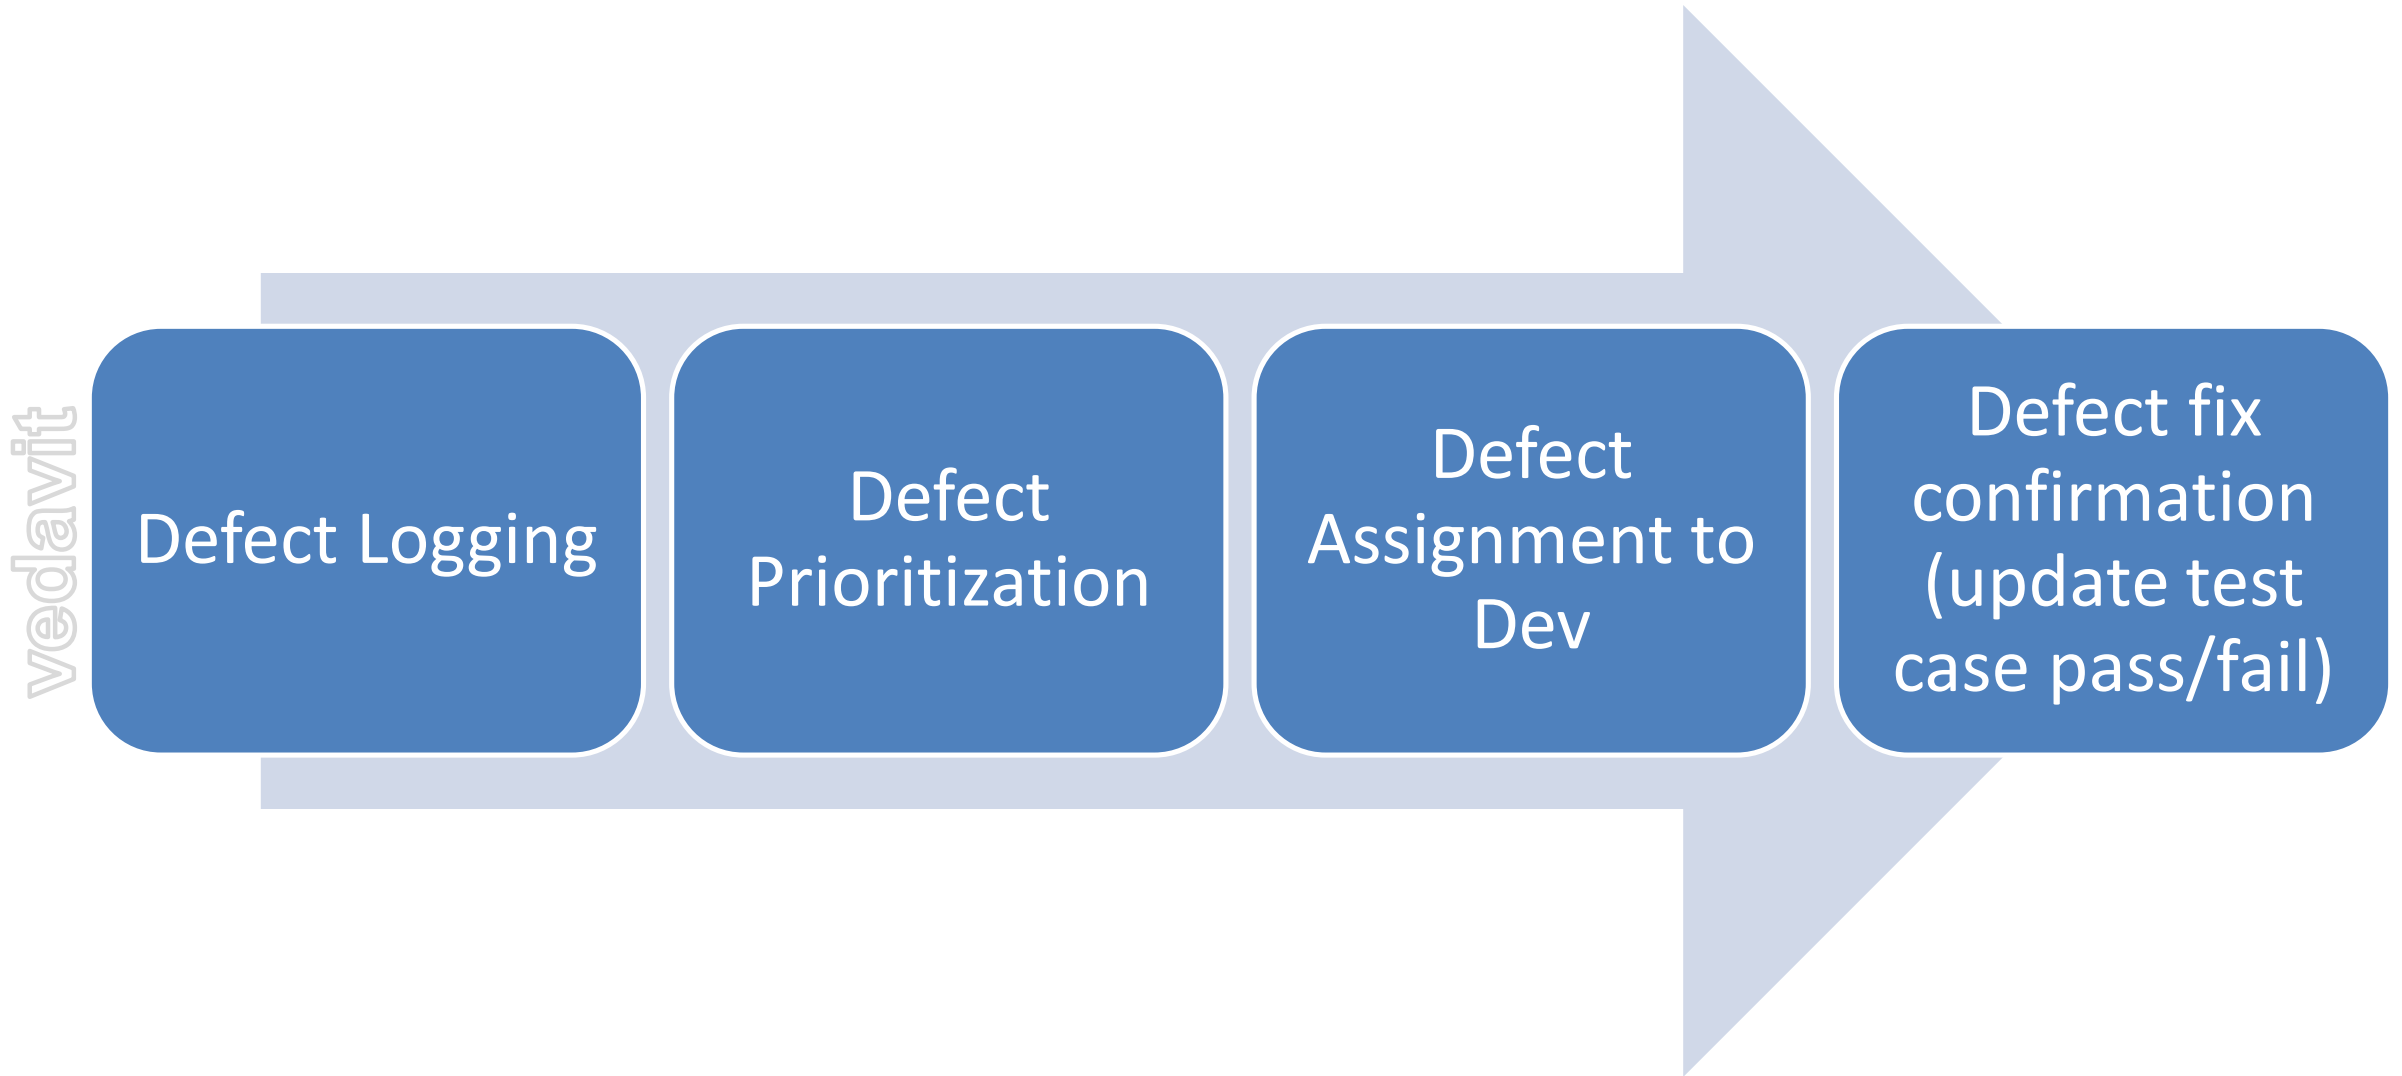 vedavit
Defect Logging
Defect
Prioritization
Defect
Assignment to
Dev
Defect fix
confirmation
(update test
case pass/fail)